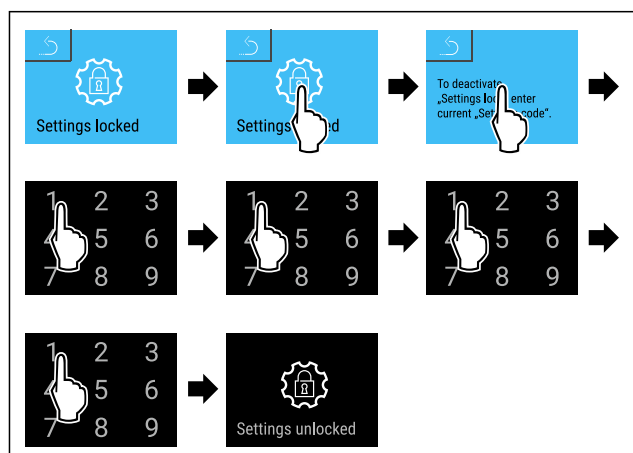 Settings locked
Settings
To deactivate
„Settings enter
current code“.
1 2 3
4 5 6
7 8 9
1 2 3
4 5 6
7 8 9
1 2 3
4 5 6
7 8 9
1 2 3
4 5 6
7 8 9
Settings unlocked